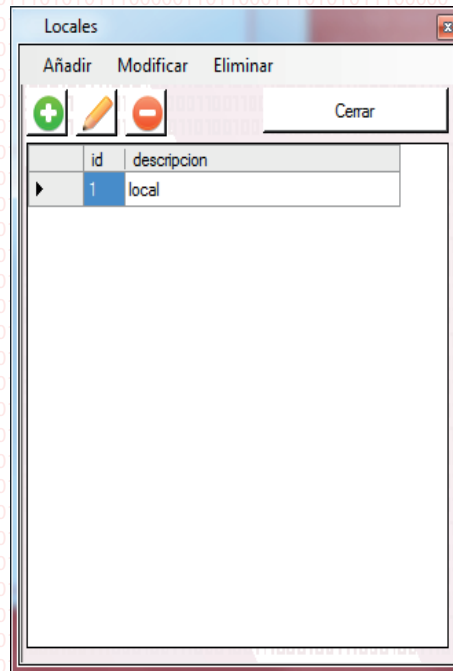 Locales
Añadir Modificar Eliminar
Cerrar
id descripcion
1 local